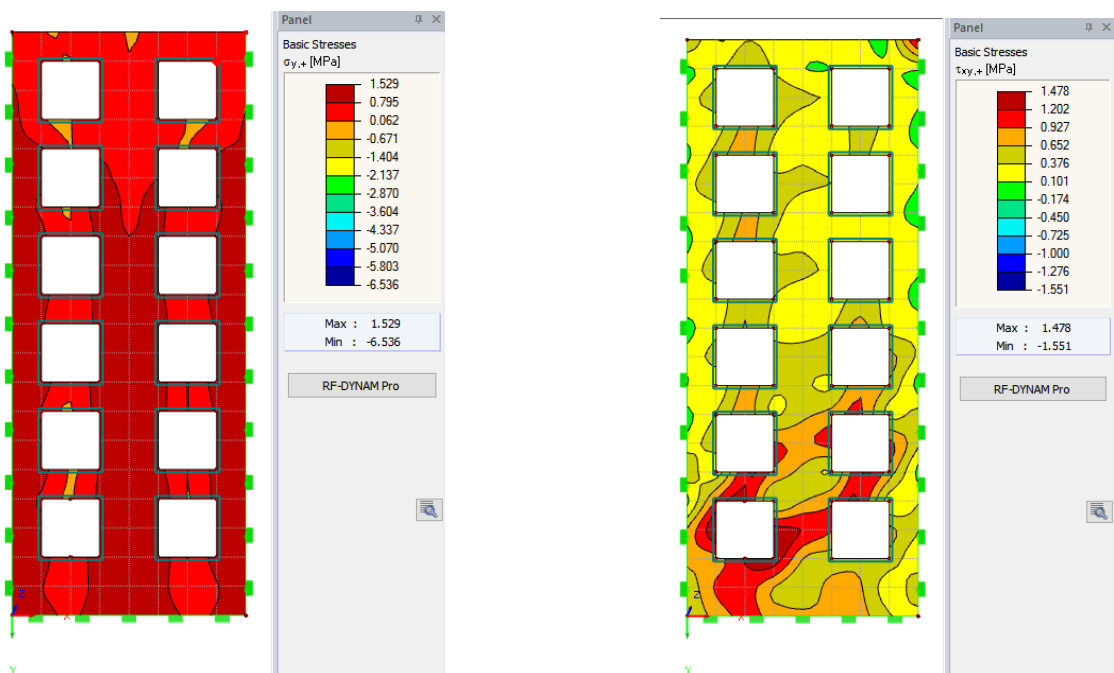 Panel
Basic Stresses
σy,+ [MPa]
1.529
0.795
0.062
-0.671
-1.404
-2.137
-2.870
-3.604
-4.337
-5.070
-5.803
-6.536
Max : 1.529
Min : -6.536
RF-DYNAM Pro
Z
X
Y
Panel
Basic Stresses
τxy,+ [MPa]
1.478
1.202
0.927
0.652
0.376
0.101
-0.174
-0.450
-0.725
-1.000
-1.276
-1.551
Max : 1.478
Min : -1.551
RF-DYNAM Pro
Z
X
Y